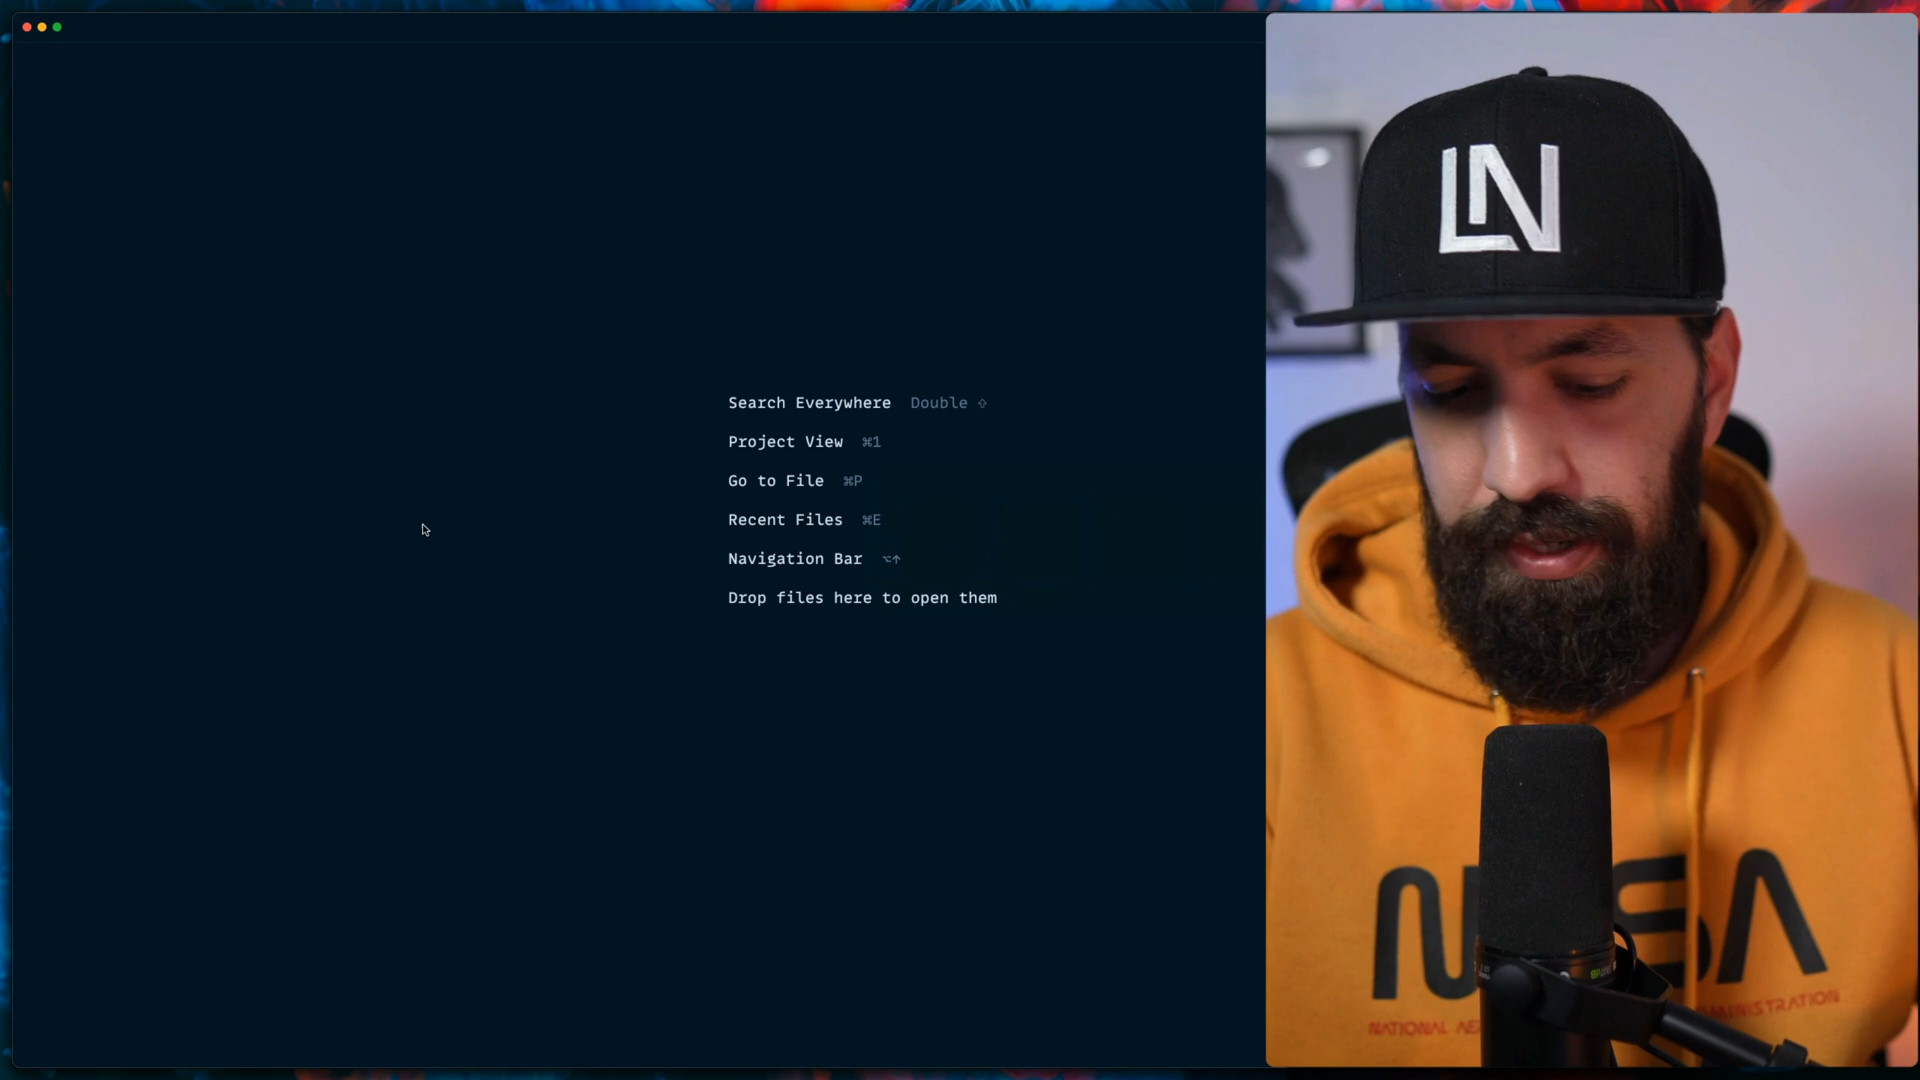 Search Everywhere Double ⇧
Project View ⌘1
Go to File ⌘P
Recent Files ⌘E
Navigation Bar ⌥↑
Drop files here to open them
LN
NASA
NATIONAL